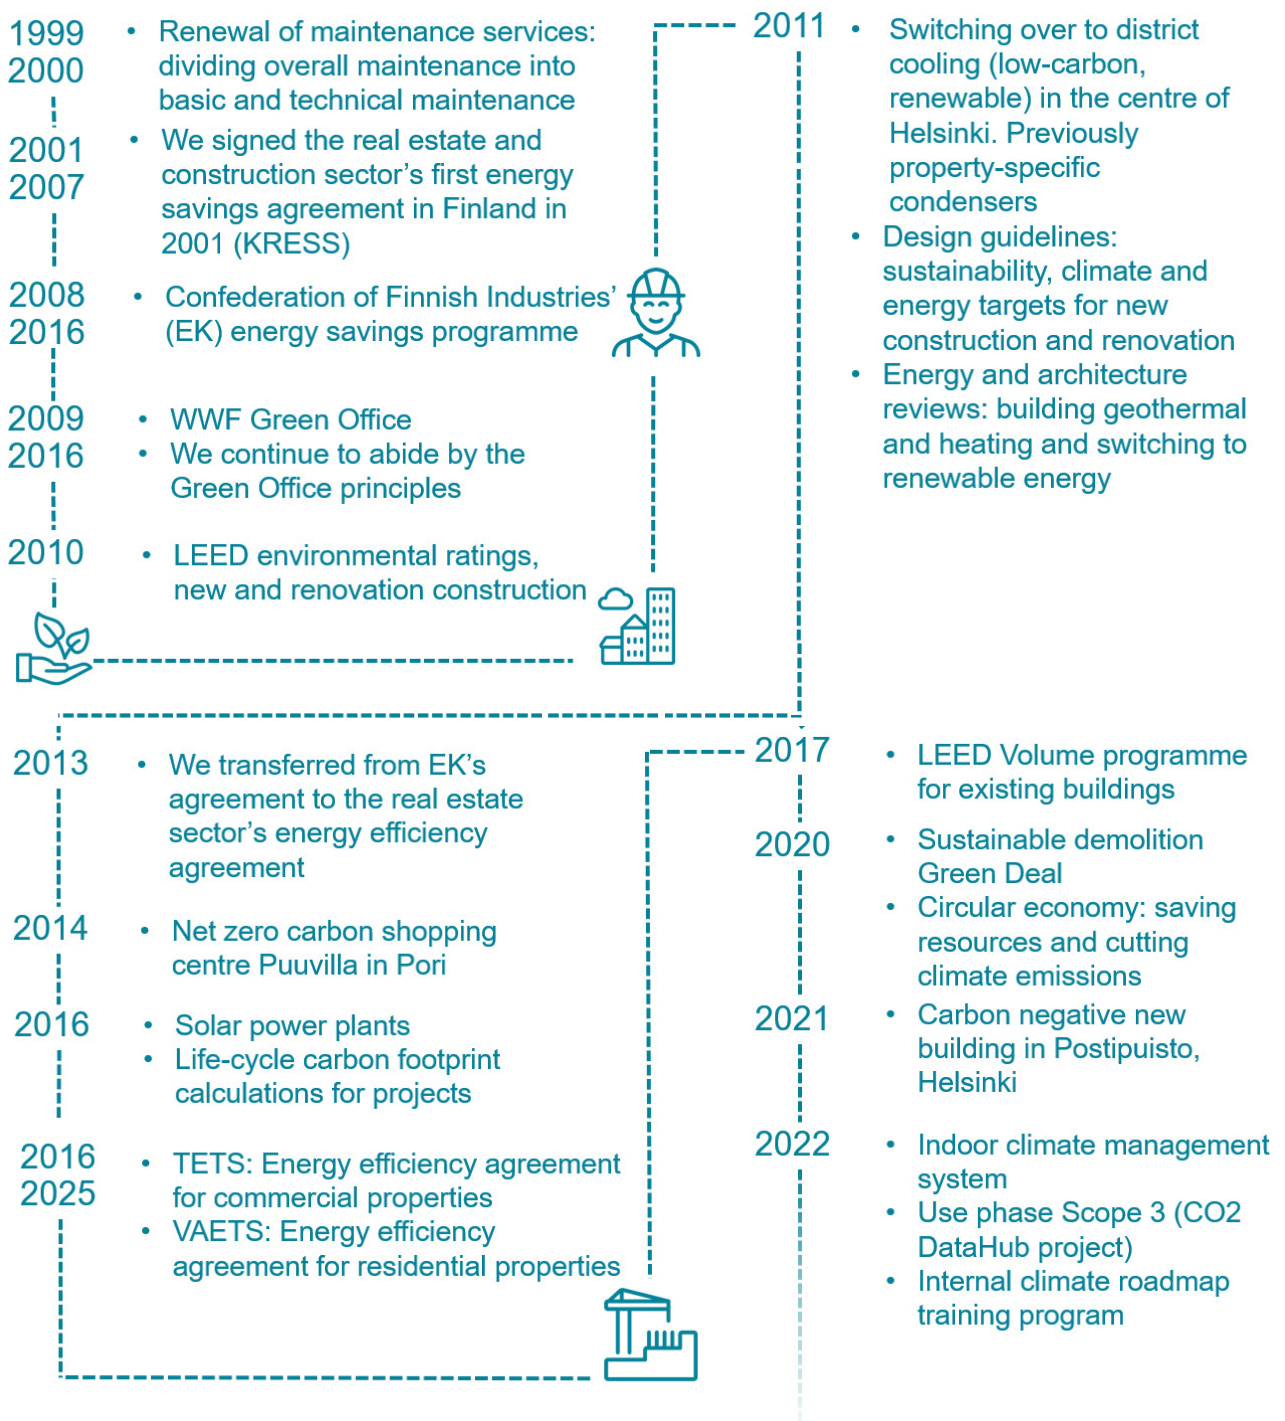 1999
2000
• Renewal of maintenance services:
dividing overall maintenance into
basic and technical maintenance
2001
2007
• We signed the real estate and
construction sector’s first energy
savings agreement in Finland in
2001 (KRESS)
2008
2016
• Confederation of Finnish Industries’
(EK) energy savings programme
2009
2016
• WWF Green Office
• We continue to abide by the
Green Office principles
2010
• LEED environmental ratings,
new and renovation construction
2011
• Switching over to district
cooling (low-carbon,
renewable) in the centre of
Helsinki. Previously
property-specific
condensers
• Design guidelines:
sustainability, climate and
energy targets for new
construction and renovation
• Energy and architecture
reviews: building geothermal
and heating and switching to
renewable energy
2013
• We transferred from EK’s
agreement to the real estate
sector’s energy efficiency
agreement
2014
• Net zero carbon shopping
centre Puuvilla in Pori
2016
• Solar power plants
• Life-cycle carbon footprint
calculations for projects
2016
2025
• TETS: Energy efficiency agreement
for commercial properties
• VAETS: Energy efficiency
agreement for residential properties
2017
• LEED Volume programme
for existing buildings
2020
• Sustainable demolition
Green Deal
• Circular economy: saving
resources and cutting
climate emissions
2021
• Carbon negative new
building in Postipuisto,
Helsinki
2022
• Indoor climate management
system
• Use phase Scope 3 (CO2
DataHub project)
• Internal climate roadmap
training program